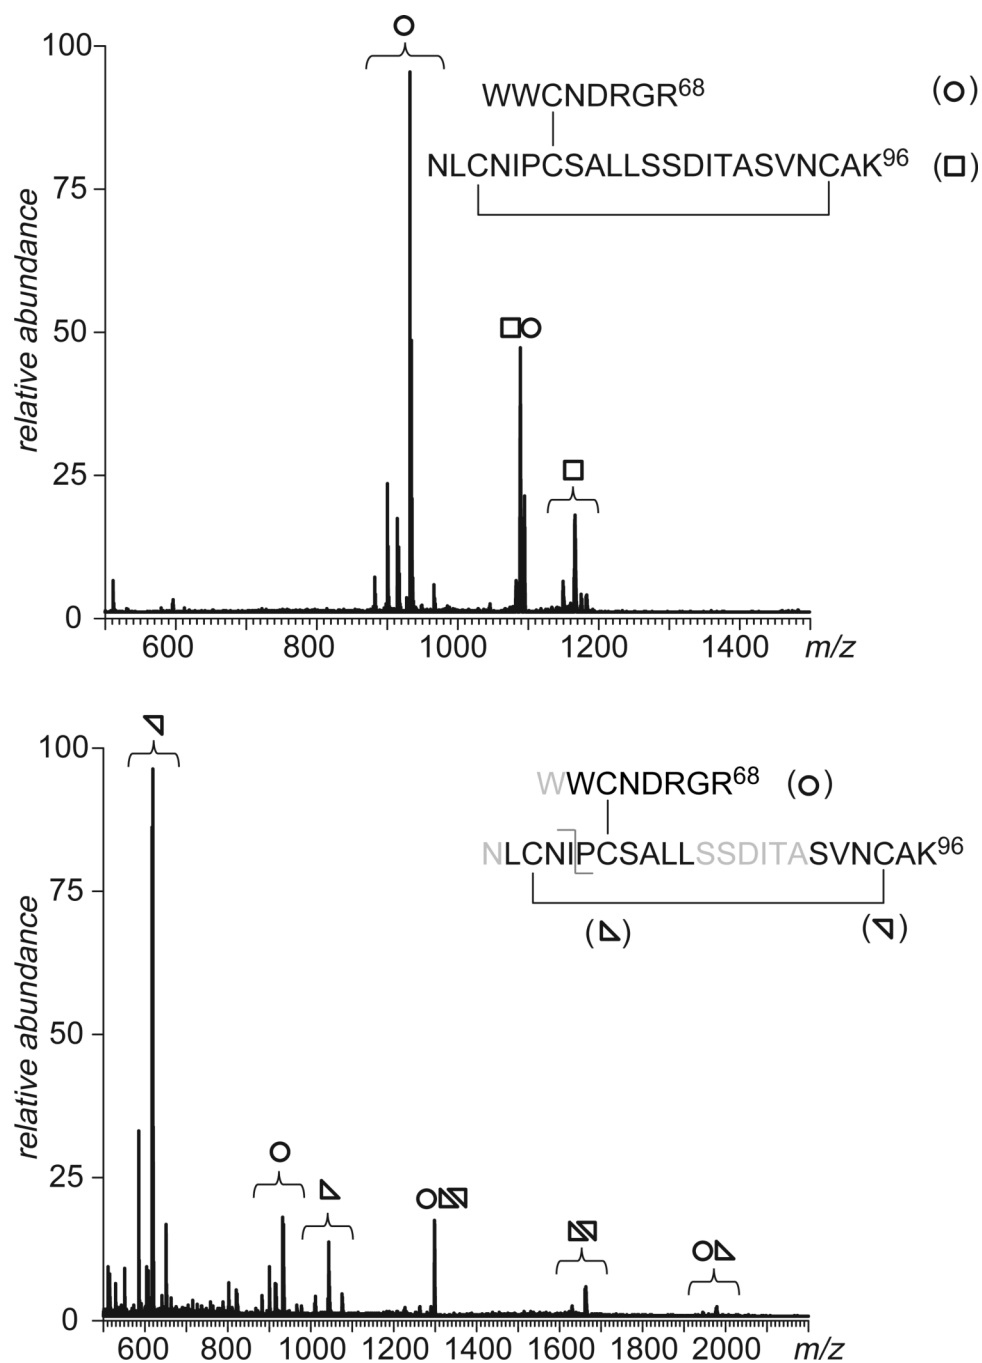 100
WWCNDRGR68
NLCNIPCSALLSSDITASVNCAK96
75
50
25
0
relative abundance
600 800 1000 1200 1400 m/z
100
WWCNDRGR68
NLCNIPCSALLSSDITASVNCAK96
75
50
25
0
relative abundance
600 800 1000 1200 1400 1600 1800 2000 m/z